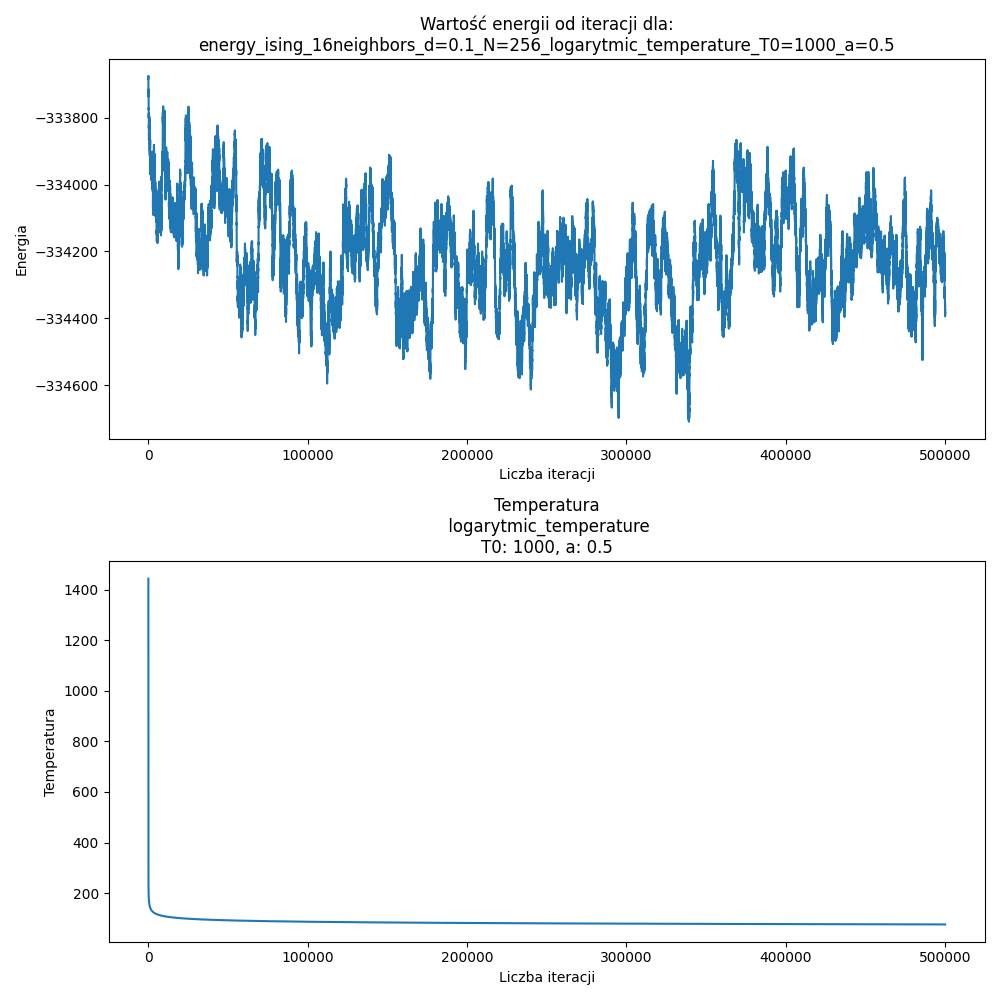 Wartość energii od iteracji dla:
energy_ising_16neighbors_d=0.1_N=256_logarytmic_temperature_T0=1000_a=0.5
−333800
−334000
−334200
−334400
−334600
Energia
0 100000 200000 300000 400000 500000
Liczba iteracji
Temperatura
logarytmic_temperature
T0: 1000, a: 0.5
1400
1200
1000
800
600
400
200
Temperatura
0 100000 200000 300000 400000 500000
Liczba iteracji